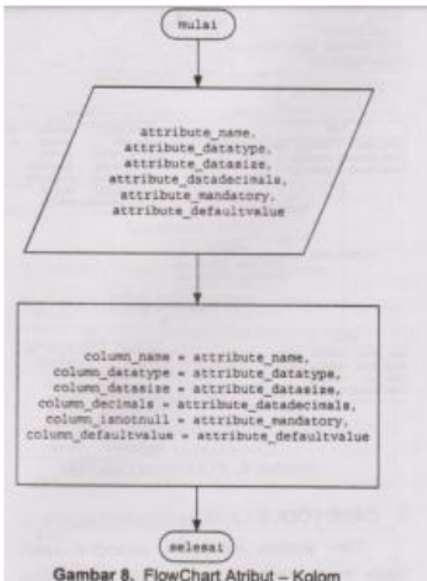 mulai
attribute_name,
attribute_datatype,
attribute_datasize,
attribute_datadecimals,
attribute_mandatory,
attribute_defaultvalue
column_name = attribute_name,
column_datatype = attribute_datatype,
column_datasize = attribute_datasize,
column_decimals = attribute_datadecimals,
column_isnotnull = attribute_mandatory,
column_defaultvalue = attribute_defaultvalue
selesai
Gambar 8. FlowChart Atribut – Kolom